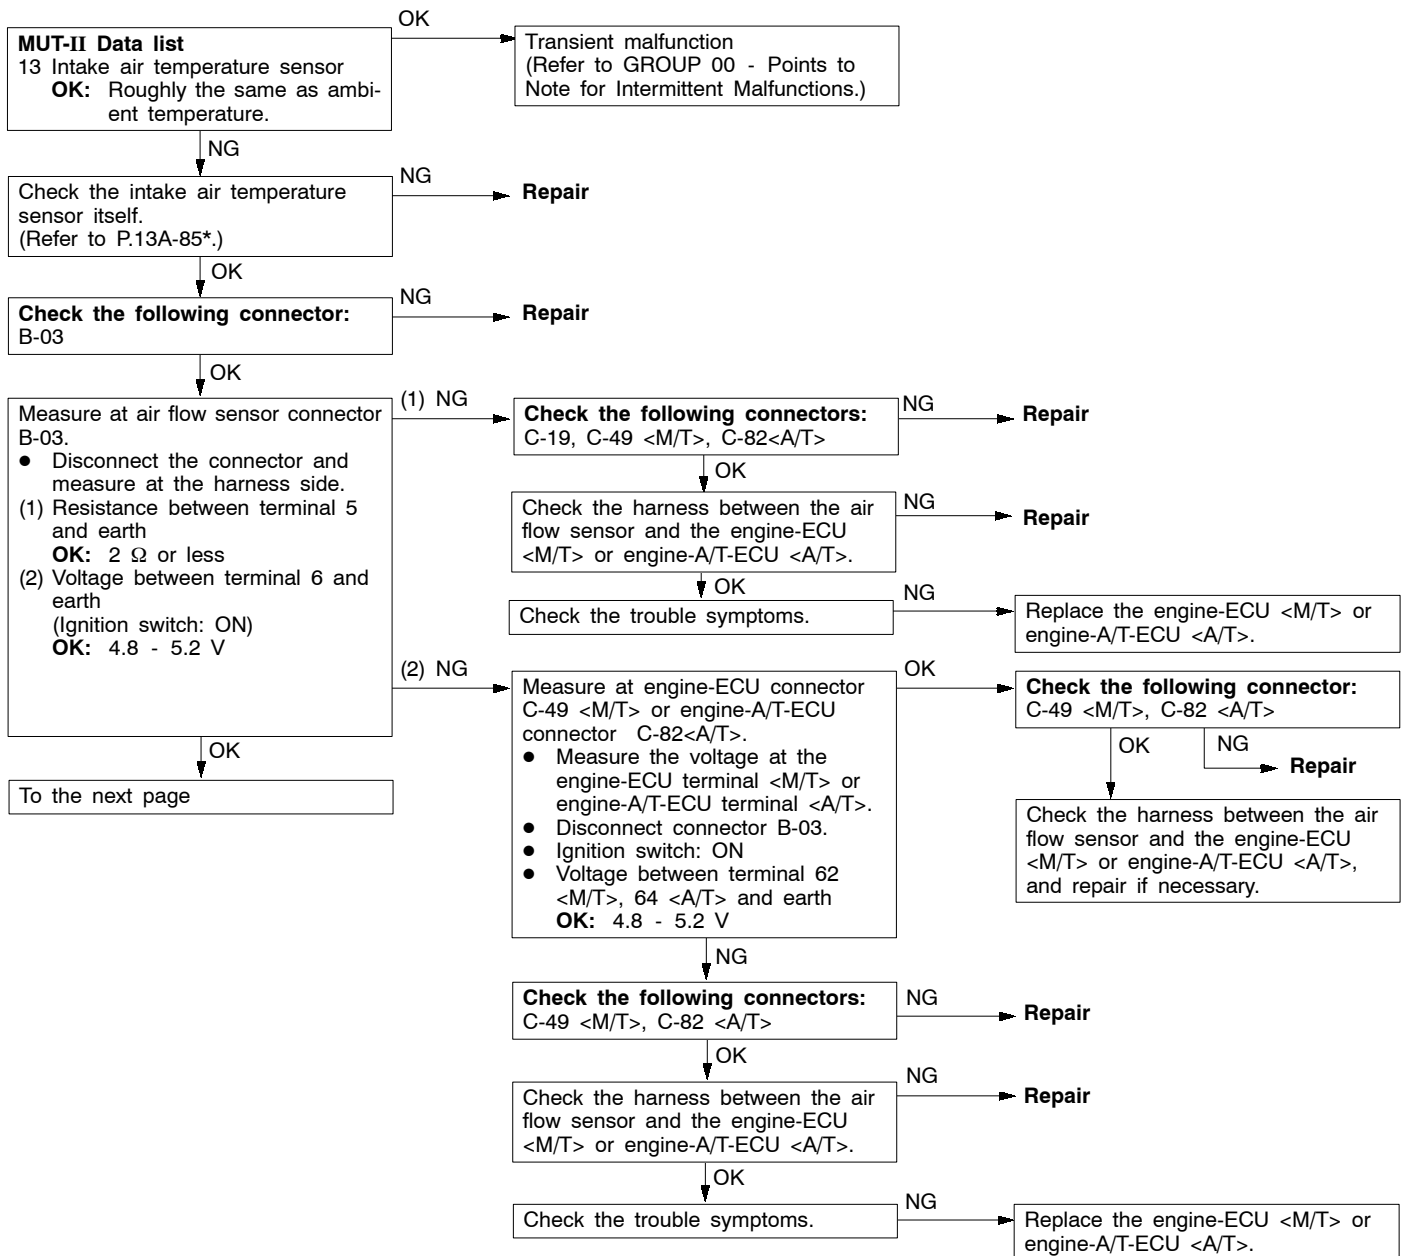 OK
MUT-II Data list
13 Intake air temperature sensor
OK: Roughly the same as ambi-
ent temperature.
Transient malfunction
(Refer to GROUP 00 - Points to
Note for Intermittent Malfunctions.)
NG
Check the intake air temperature
sensor itself.
(Refer to P.13A-85*.)
NG
Repair
OK
Check the following connector:
B-03
NG
Repair
OK
Measure at air flow sensor connector
B-03.
● Disconnect the connector and
measure at the harness side.
(1) Resistance between terminal 5
and earth
OK: 2 Ω or less
(2) Voltage between terminal 6 and
earth
(Ignition switch: ON)
OK: 4.8 - 5.2 V
(1) NG
Check the following connectors:
C-19, C-49 <M/T>, C-82<A/T>
NG
Repair
OK
Check the harness between the air
flow sensor and the engine-ECU
<M/T> or engine-A/T-ECU <A/T>.
NG
Repair
OK
Check the trouble symptoms.
NG
Replace the engine-ECU <M/T> or
engine-A/T-ECU <A/T>.
(2) NG
Measure at engine-ECU connector
C-49 <M/T> or engine-A/T-ECU
connector C-82<A/T>.
● Measure the voltage at the
engine-ECU terminal <M/T> or
engine-A/T-ECU terminal <A/T>.
● Disconnect connector B-03.
● Ignition switch: ON
● Voltage between terminal 62
<M/T>, 64 <A/T> and earth
OK: 4.8 - 5.2 V
OK
Check the following connector:
C-49 <M/T>, C-82 <A/T>
OK
NG
Repair
Check the harness between the air
flow sensor and the engine-ECU
<M/T> or engine-A/T-ECU <A/T>,
and repair if necessary.
OK
To the next page
NG
Check the following connectors:
C-49 <M/T>, C-82 <A/T>
NG
Repair
OK
Check the harness between the air
flow sensor and the engine-ECU
<M/T> or engine-A/T-ECU <A/T>.
NG
Repair
OK
Check the trouble symptoms.
NG
Replace the engine-ECU <M/T> or
engine-A/T-ECU <A/T>.